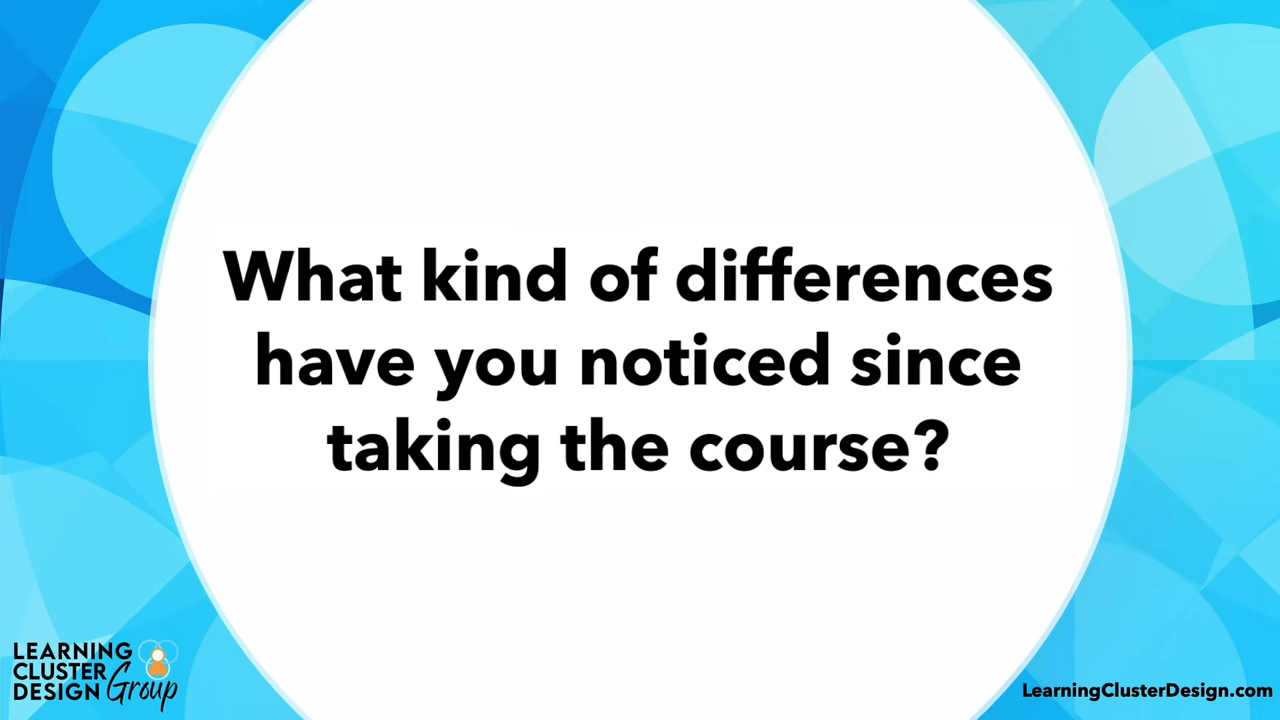 What kind of differences
have you noticed since
taking the course?
LEARNING
CLUSTER
DESIGN Group
LearningClusterDesign.com